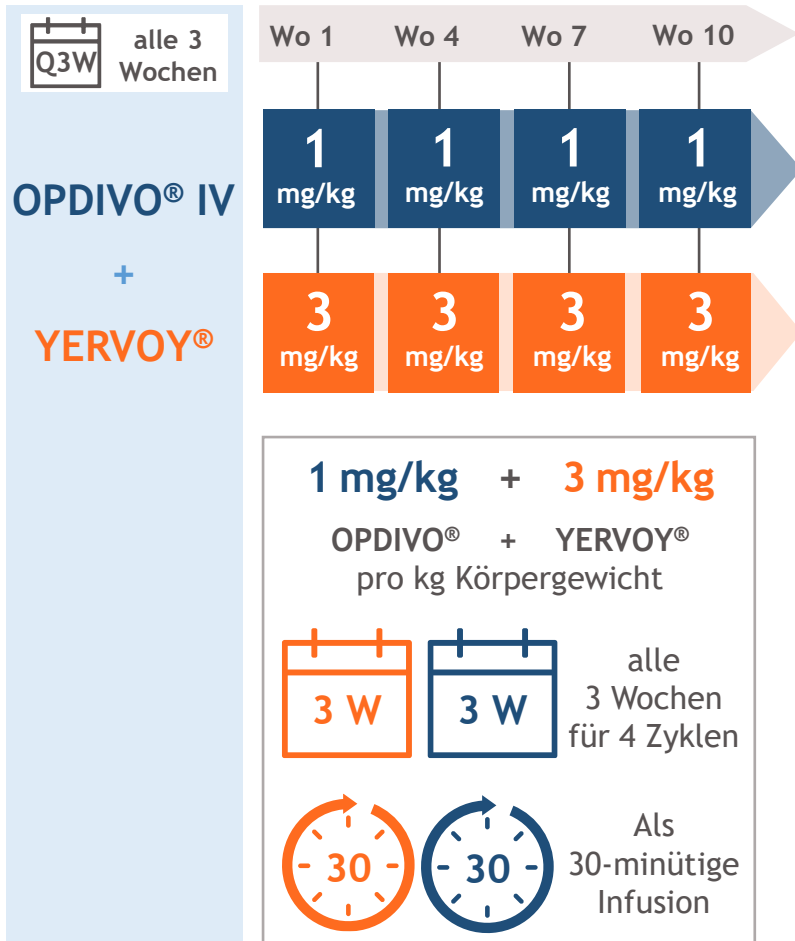 Q3W
alle 3
Wochen
Wo 1 Wo 4 Wo 7 Wo 10
OPDIVO® IV
+
YERVOY®
1 1 1 1
mg/kg mg/kg mg/kg mg/kg
3 3 3 3
mg/kg mg/kg mg/kg mg/kg
1 mg/kg + 3 mg/kg
OPDIVO® + YERVOY®
pro kg Körpergewicht
3 W 3 W
alle
3 Wochen
für 4 Zyklen
30 30
Als
30-minütige
Infusion